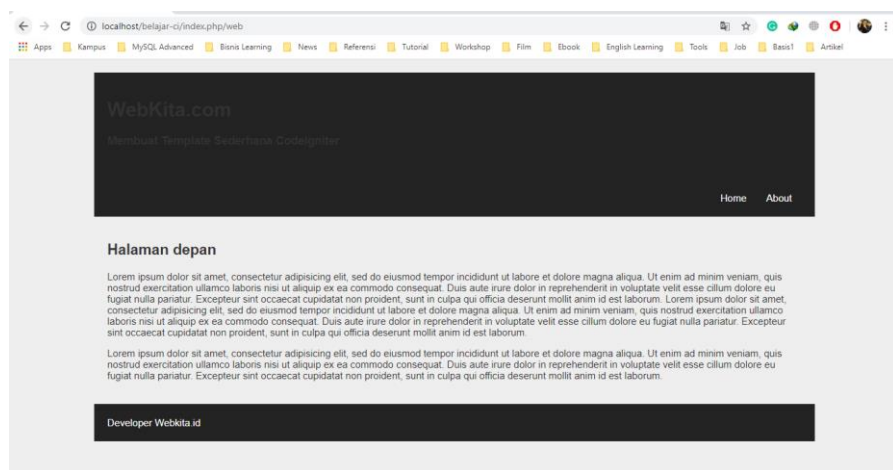 localhost/belajar-ci/index.php/web
Apps Kampus MySQL Advanced Bisnis Learning News Referensi Tutorial Workshop Film Ebook English Learning Tools Job Basis1 Artikel
WebKita.com
Membuat Template Sederhana Codeigniter
Home About
Halaman depan
Lorem ipsum dolor sit amet, consectetur adipisicing elit, sed do eiusmod tempor incididunt ut labore et dolore magna aliqua. Ut enim ad minim veniam, quis
nostrud exercitation ullamco laboris nisi ut aliquip ex ea commodo consequat. Duis aute irure dolor in reprehenderit in voluptate velit esse cillum dolore eu
fugiat nulla pariatur. Excepteur sint occaecat cupidatat non proident, sunt in culpa qui officia deserunt mollit anim id est laborum. Lorem ipsum dolor sit amet,
consectetur adipisicing elit, sed do eiusmod tempor incididunt ut labore et dolore magna aliqua. Ut enim ad minim veniam, quis nostrud exercitation ullamco
laboris nisi ut aliquip ex ea commodo consequat. Duis aute irure dolor in reprehenderit in voluptate velit esse cillum dolore eu fugiat nulla pariatur. Excepteur
sint occaecat cupidatat non proident, sunt in culpa qui officia deserunt mollit anim id est laborum.
Lorem ipsum dolor sit amet, consectetur adipisicing elit, sed do eiusmod tempor incididunt ut labore et dolore magna aliqua. Ut enim ad minim veniam, quis
nostrud exercitation ullamco laboris nisi ut aliquip ex ea commodo consequat. Duis aute irure dolor in reprehenderit in voluptate velit esse cillum dolore eu
fugiat nulla pariatur. Excepteur sint occaecat cupidatat non proident, sunt in culpa qui officia deserunt mollit anim id est laborum.
Developer Webkita.id